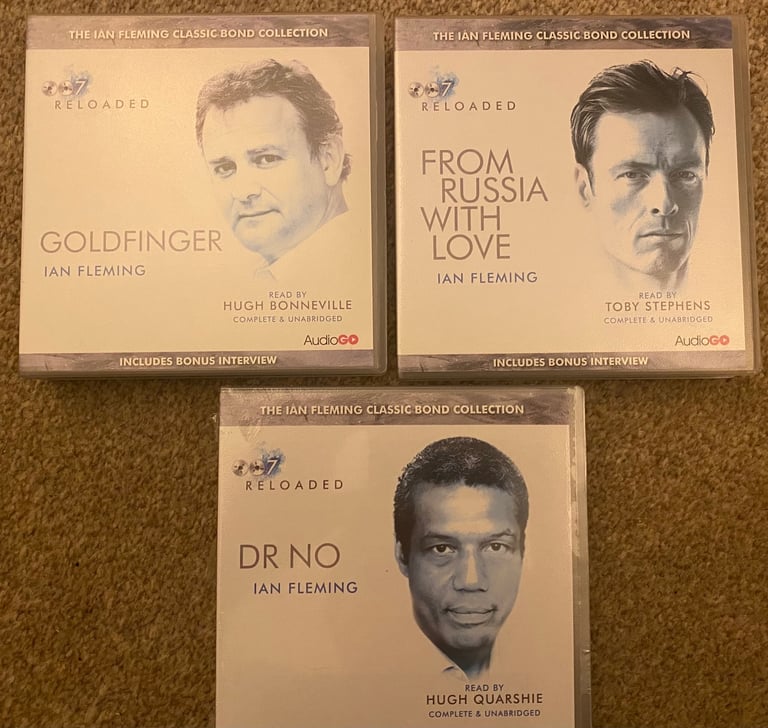 THE IAN FLEMING CLASSIC BOND COLLECTION
007
RELOADED
GOLDFINGER
IAN FLEMING
READ BY
HUGH BONNEVILLE
COMPLETE & UNABRIDGED
AudioGO
INCLUDES BONUS INTERVIEW
THE IAN FLEMING CLASSIC BOND COLLECTION
007
RELOADED
FROM
RUSSIA
WITH
LOVE
IAN FLEMING
READ BY
TOBY STEPHENS
COMPLETE & UNABRIDGED
AudioGO
INCLUDES BONUS INTERVIEW
THE IAN FLEMING CLASSIC BOND COLLECTION
007
RELOADED
DR NO
IAN FLEMING
READ BY
HUGH QUARSHIE
COMPLETE & UNABRIDGED